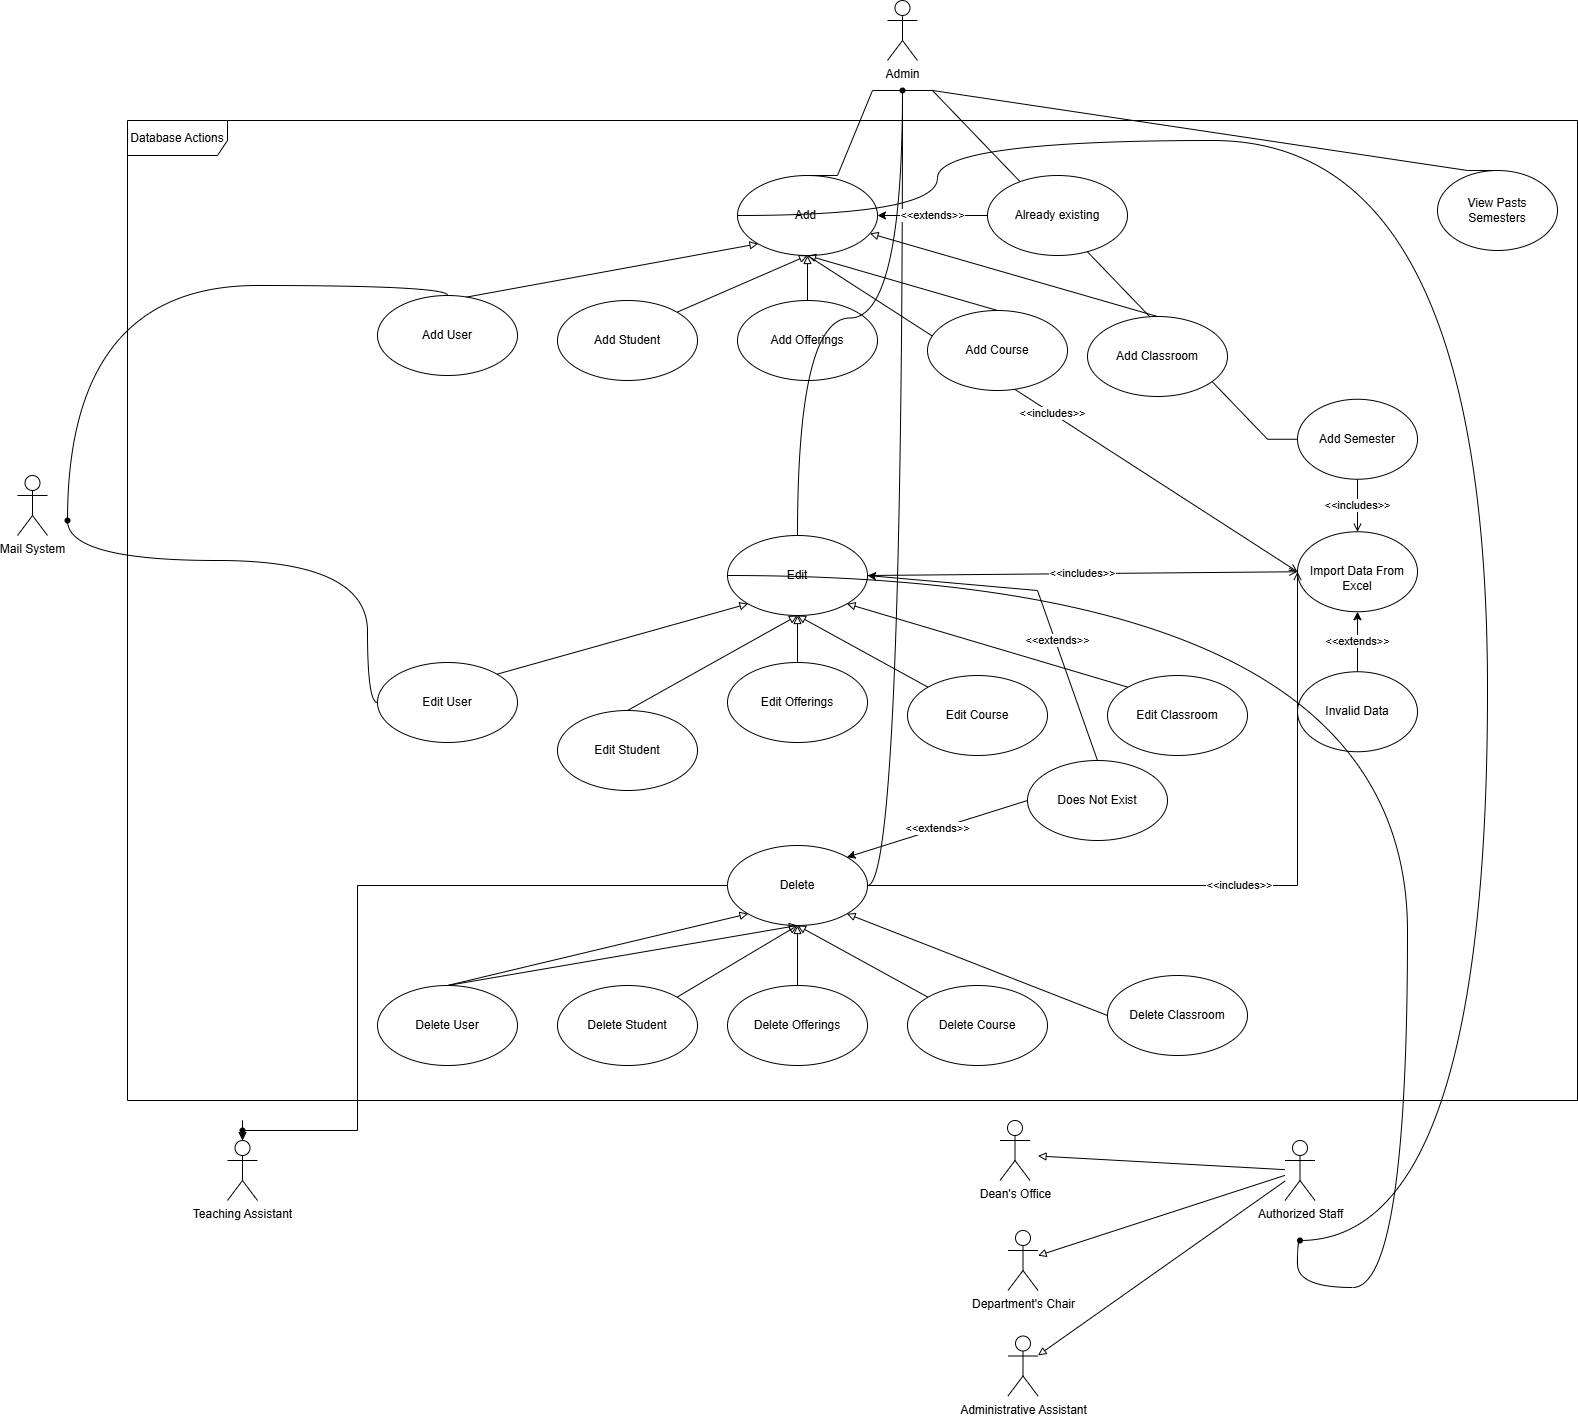 Admin
Database Actions
Add
<<extends>>
Already existing
View Pasts
Semesters
Add User
Add Student
Add Offerings
Add Course
Add Classroom
<<includes>>
Add Semester
<<includes>>
Mail System
Edit
<<includes>>
Import Data From
Excel
<<extends>>
<<extends>>
Edit User
Edit Student
Edit Offerings
Edit Course
Edit Classroom
Invalid Data
Does Not Exist
<<extends>>
Delete
<<includes>>
Delete User
Delete Student
Delete Offerings
Delete Course
Delete Classroom
Teaching Assistant
Dean's Office
Authorized Staff
Department's Chair
Administrative Assistant